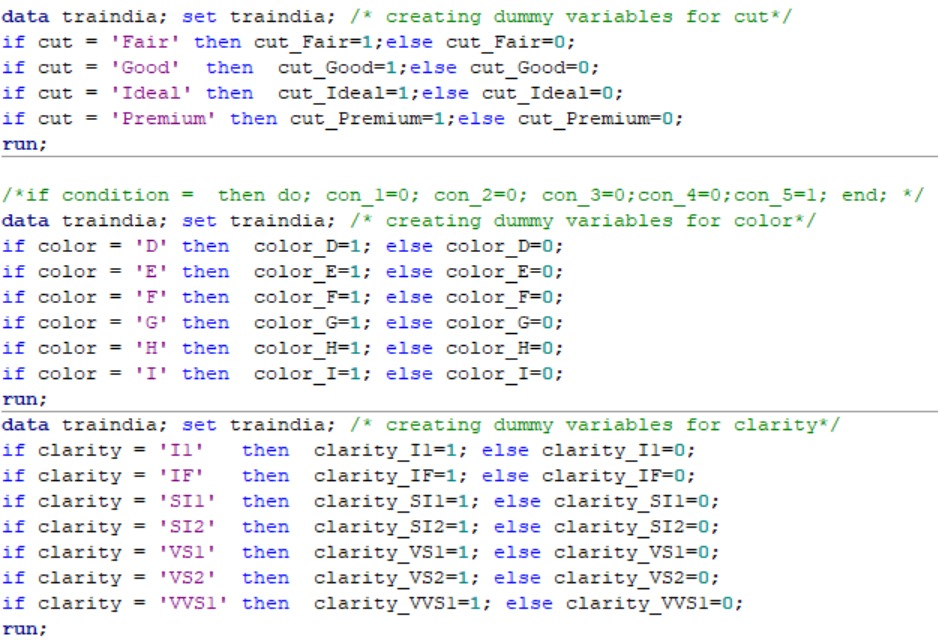 data traindia; set traindia; /* creating dummy variables for cut*/
if cut = 'Fair' then cut_Fair=1;else cut_Fair=0;
if cut = 'Good'  then  cut_Good=1;else cut_Good=0;
if cut = 'Ideal' then  cut_Ideal=1;else cut_Ideal=0;
if cut = 'Premium' then cut_Premium=1;else cut_Premium=0;
run;
/*if condition =  then do; con_1=0; con_2=0; con_3=0;con_4=0;con_5=1; end; */
data traindia; set traindia; /* creating dummy variables for color*/
if color = 'D' then  color_D=1; else color_D=0;
if color = 'E' then  color_E=1; else color_E=0;
if color = 'F' then  color_F=1; else color_F=0;
if color = 'G' then  color_G=1; else color_G=0;
if color = 'H' then  color_H=1; else color_H=0;
if color = 'I' then  color_I=1; else color_I=0;
run;
data traindia; set traindia; /* creating dummy variables for clarity*/
if clarity = 'I1'   then  clarity_I1=1; else clarity_I1=0;
if clarity = 'IF'   then  clarity_IF=1; else clarity_IF=0;
if clarity = 'SI1'  then  clarity_SI1=1; else clarity_SI1=0;
if clarity = 'SI2'  then  clarity_SI2=1; else clarity_SI2=0;
if clarity = 'VS1'  then  clarity_VS1=1; else clarity_VS1=0;
if clarity = 'VS2'  then  clarity_VS2=1; else clarity_VS2=0;
if clarity = 'VVS1' then  clarity_VVS1=1; else clarity_VVS1=0;
run;